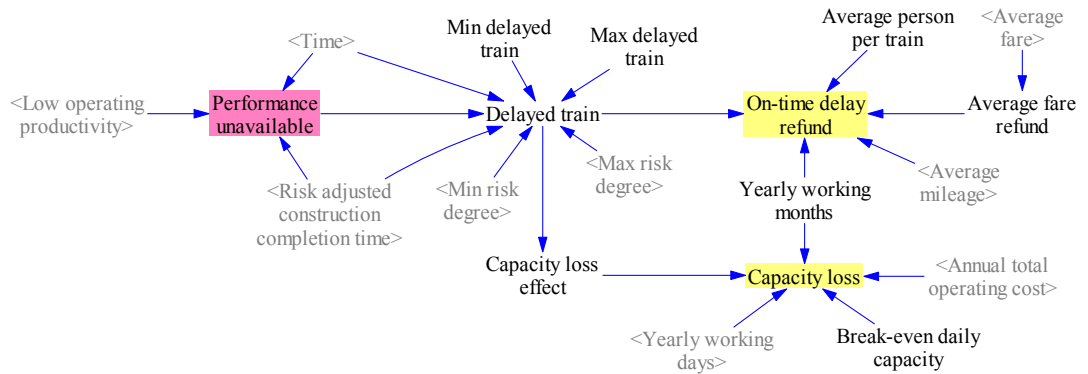 <Time>
Min delayed
train
Max delayed
train
Average person
per train
<Average
fare>
<Low operating
productivity>
Performance
unavailable
Delayed train
On-time delay
refund
Average fare
refund
<Risk adjusted
construction
completion time>
<Min risk
degree>
<Max risk
degree>
Yearly working
months
<Average
mileage>
Capacity loss
effect
Capacity loss
<Annual total
operating cost>
<Yearly working
days>
Break-even daily
capacity